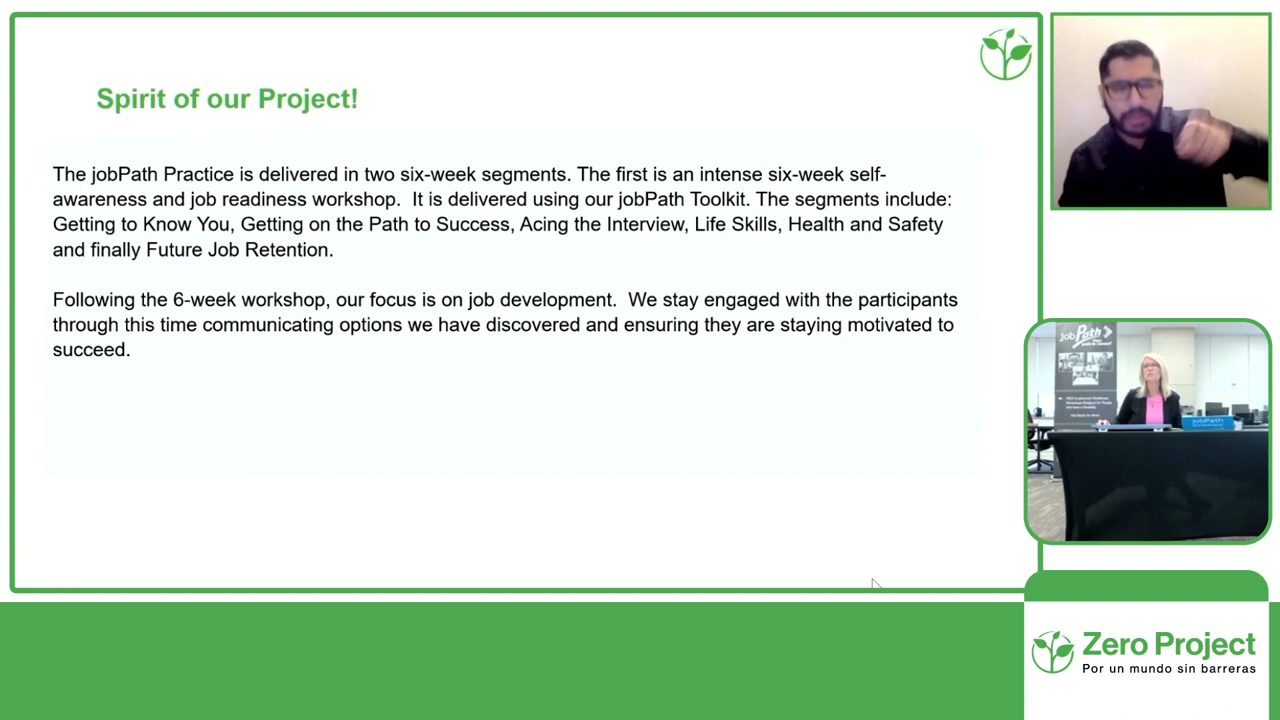 Spirit of our Project!
The jobPath Practice is delivered in two six-week segments. The first is an intense six-week self-
awareness and job readiness workshop.  It is delivered using our jobPath Toolkit. The segments include:
Getting to Know You, Getting on the Path to Success, Acing the Interview, Life Skills, Health and Safety
and finally Future Job Retention.
Following the 6-week workshop, our focus is on job development.  We stay engaged with the participants
through this time communicating options we have discovered and ensuring they are staying motivated to
succeed.
jobPath
jobPath
Zero Project
Por un mundo sin barreras